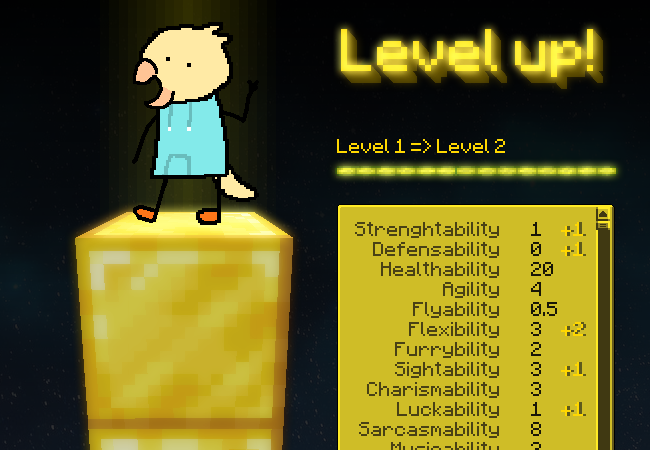 Level up!
Level 1 => Level 2
Strenghtability 1 +1
Defensability 0 +1
Healthability 20
Agility 4
Flyability 0.5
Flexibility 3 +2
Furrybility 2
Sightability 3 +1
Charismability 3
Luckability 1 +1
Sarcasmability 8